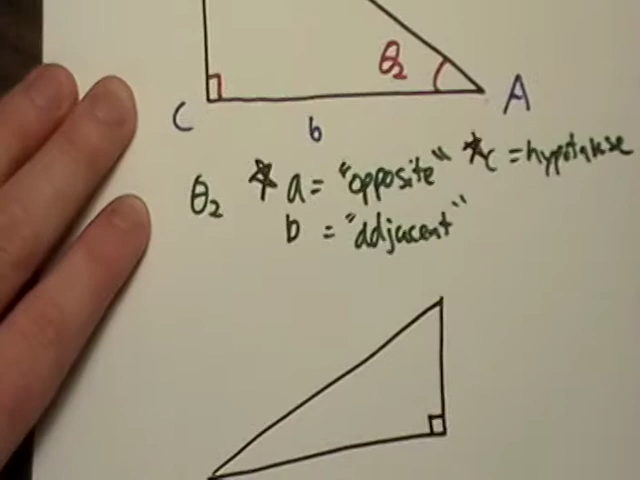 θ2
C
A
b
θ2 * a = "opposite" * c = hypotenuse
b = "adjacent"